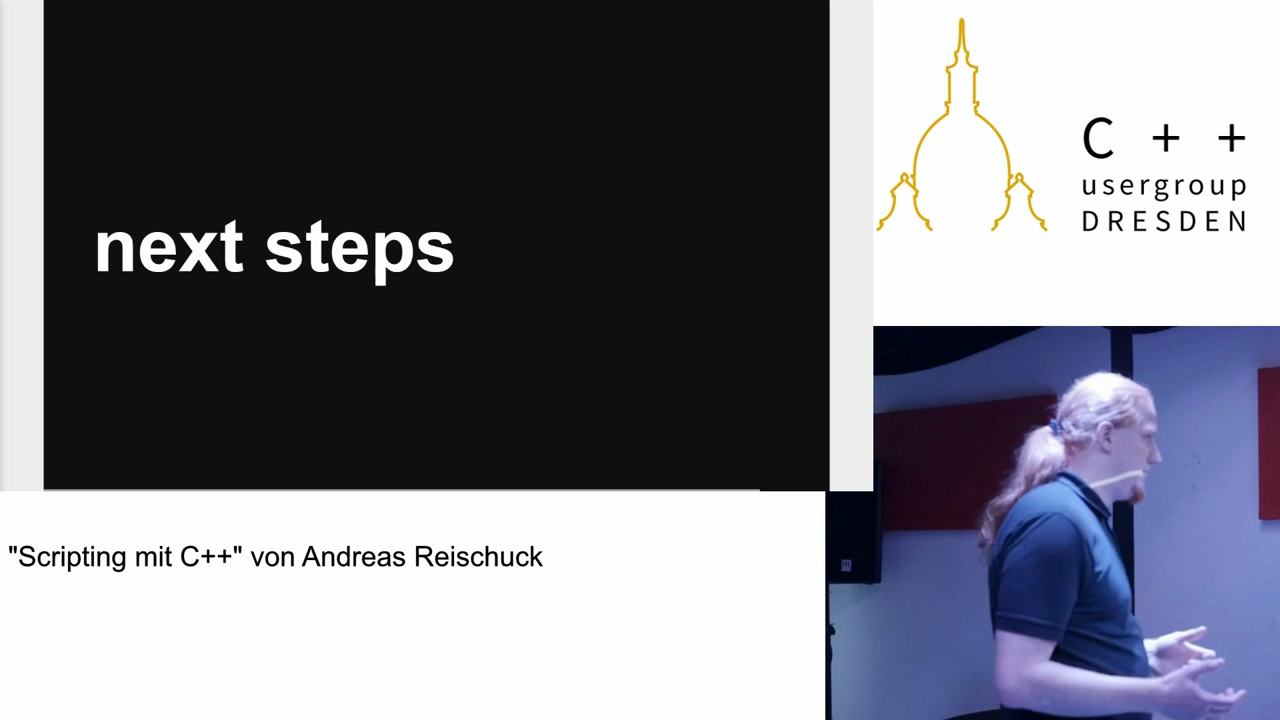 next steps
C + +
usergroup
DRESDEN
"Scripting mit C++" von Andreas Reischuck